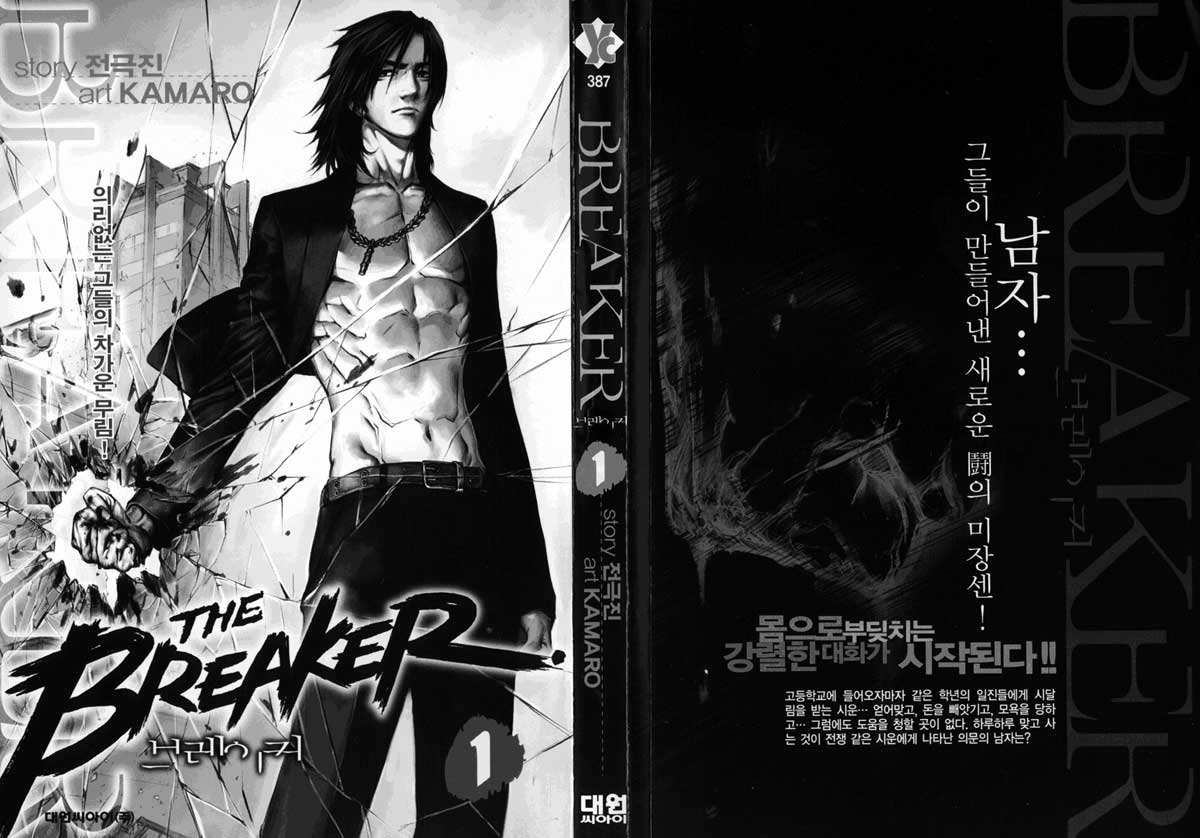 BREAKER
story 전극진
art KAMARO
의리없는 그들의 차가운 무림!
THE
BREAKER
브레이커
1
대원씨아이(주)
YC
387
BREAKER
브레이커
1
story 전극진
art KAMARO
대원
씨아이
남자...
그들이 만들어낸 새로운 鬪의 미장센!
몸으로부딪치는
강렬한대화가 시작된다!!
고등학교에 들어오자마자 같은 학년의 일진들에게 시달
림을 받는 시운… 얻어맞고, 돈을 빼앗기고, 모욕을 당하
고… 그럼에도 도움을 청할 곳이 없다. 하루하루 맞고 사
는 것이 전쟁 같은 시운에게 나타난 의문의 남자는?
BREAKER
브레이커